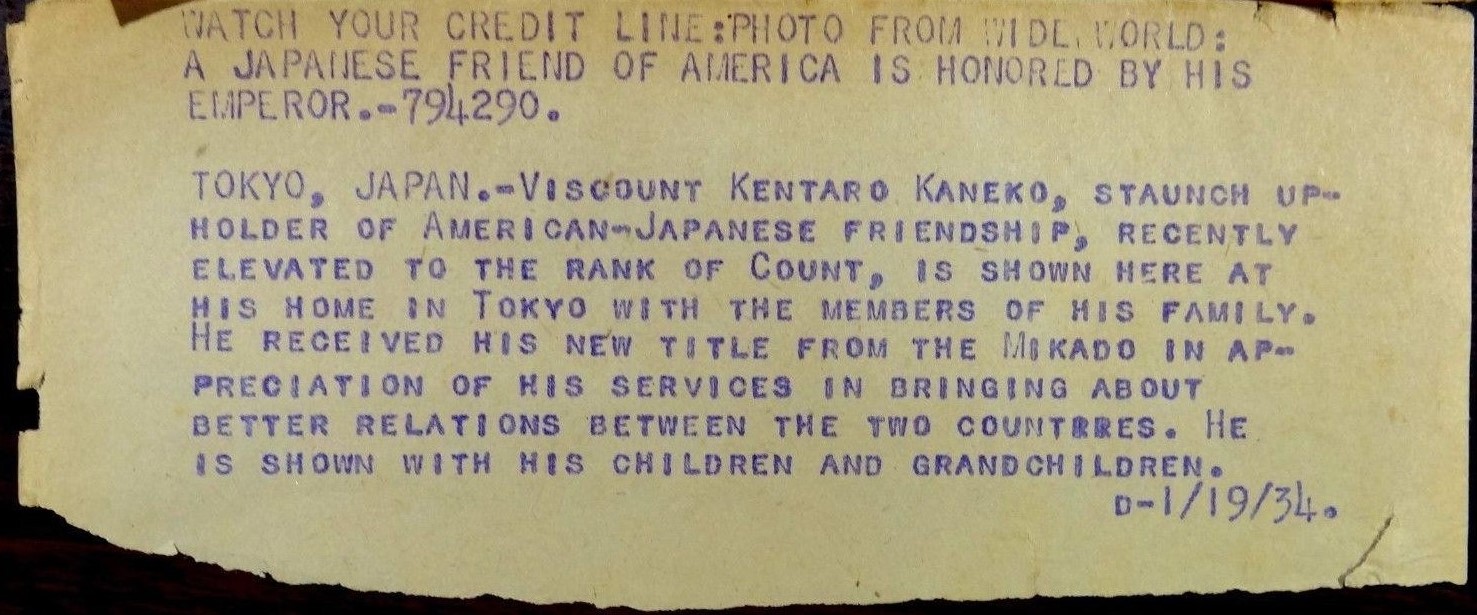 WATCH YOUR CREDIT LINE:PHOTO FROM WIDE WORLD:
A JAPANESE FRIEND OF AMERICA IS HONORED BY HIS
EMPEROR.-794290.
TOKYO, JAPAN.-VISCOUNT KENTARO KANEKO, STAUNCH UP-
HOLDER OF AMERICAN-JAPANESE FRIENDSHIP, RECENTLY
ELEVATED TO THE RANK OF COUNT, IS SHOWN HERE AT
HIS HOME IN TOKYO WITH THE MEMBERS OF HIS FAMILY.
HE RECEIVED HIS NEW TITLE FROM THE MIKADO IN AP-
PRECIATION OF HIS SERVICES IN BRINGING ABOUT
BETTER RELATIONS BETWEEN THE TWO COUNTRRES. HE
IS SHOWN WITH HIS CHILDREN AND GRANDCHILDREN.
D-1/19/34.